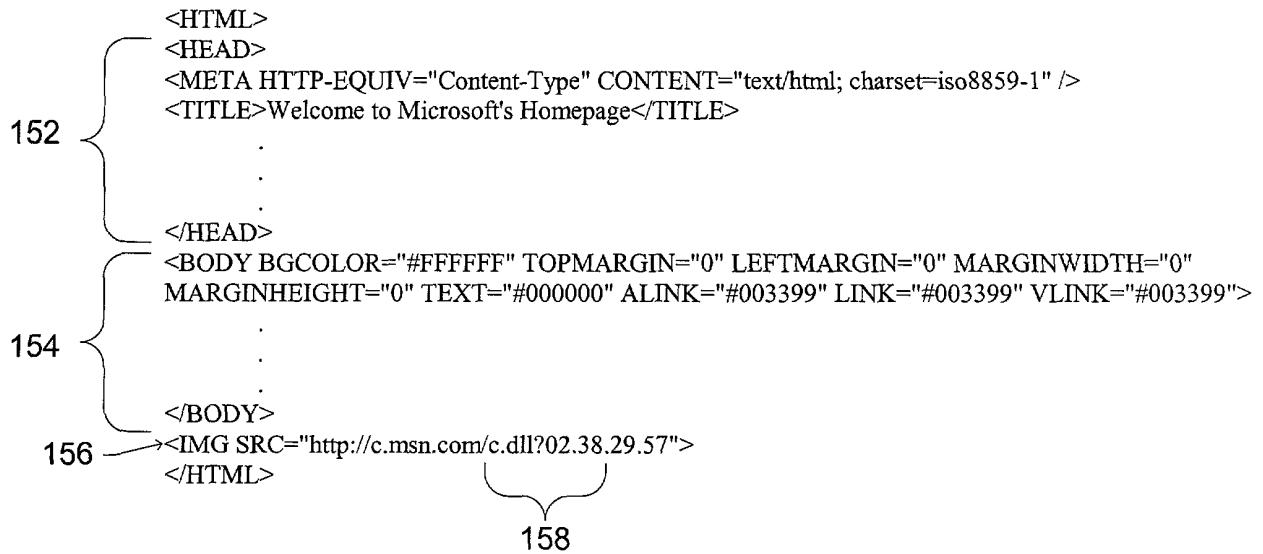 <HTML>
<HEAD>
<META HTTP-EQUIV="Content-Type" CONTENT="text/html; charset=iso8859-1" />
<TITLE>Welcome to Microsoft's Homepage</TITLE>
152
.
.
.
</HEAD>
<BODY BGCOLOR="#FFFFFF" TOPMARGIN="0" LEFTMARGIN="0" MARGINWIDTH="0"
MARGINHEIGHT="0" TEXT="#000000" ALINK="#003399" LINK="#003399" VLINK="#003399">
154
.
.
.
</BODY>
156 <IMG SRC="http://c.msn.com/c.dll?02.38.29.57">
</HTML>
158